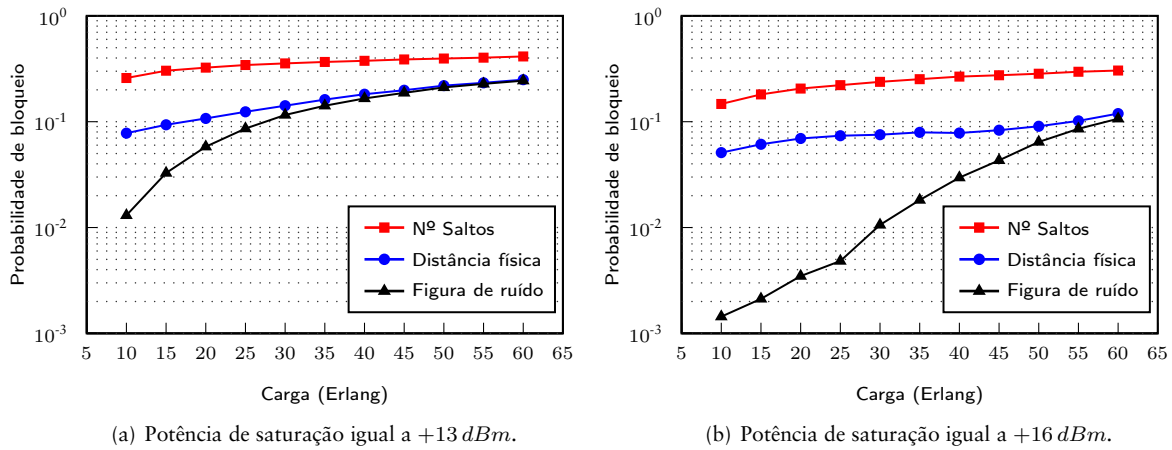 10^0
10^-1
10^-2
10^-3
Probabilidade de bloqueio
Nº Saltos
Distância física
Figura de ruído
5 10 15 20 25 30 35 40 45 50 55 60 65
Carga (Erlang)
(a) Potência de saturação igual a +13 dBm.
10^0
10^-1
10^-2
10^-3
Probabilidade de bloqueio
Nº Saltos
Distância física
Figura de ruído
5 10 15 20 25 30 35 40 45 50 55 60 65
Carga (Erlang)
(b) Potência de saturação igual a +16 dBm.